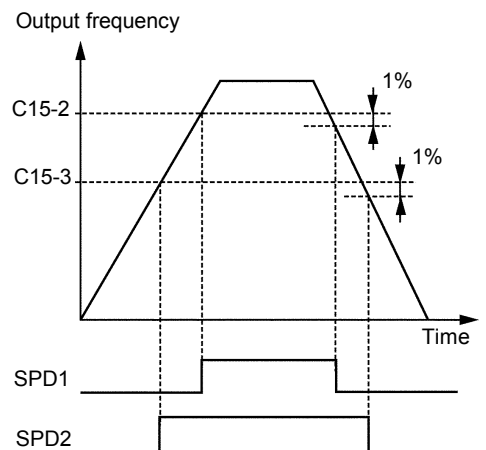 Output frequency
1%
C15-2
1%
C15-3
Time
SPD1
SPD2